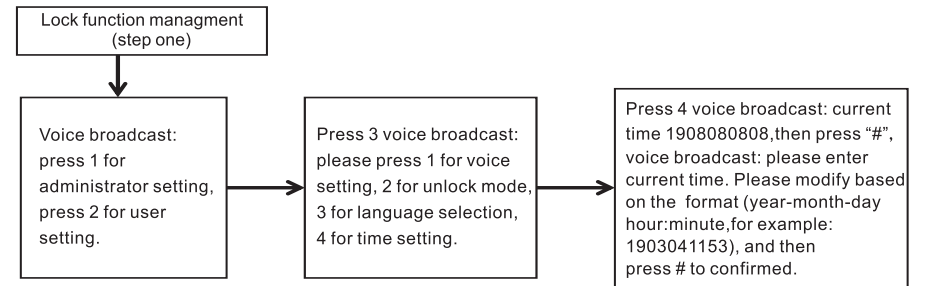 Lock function managment
(step one)
Voice broadcast:
press 1 for
administrator setting,
press 2 for user
setting.
Press 3 voice broadcast:
please press 1 for voice
setting, 2 for unlock mode,
3 for language selection,
4 for time setting.
Press 4 voice broadcast: current
time 1908080808,then press “#”,
voice broadcast: please enter
current time. Please modify based
on the format (year-month-day
hour:minute,for example:
1903041153), and then
press # to confirmed.